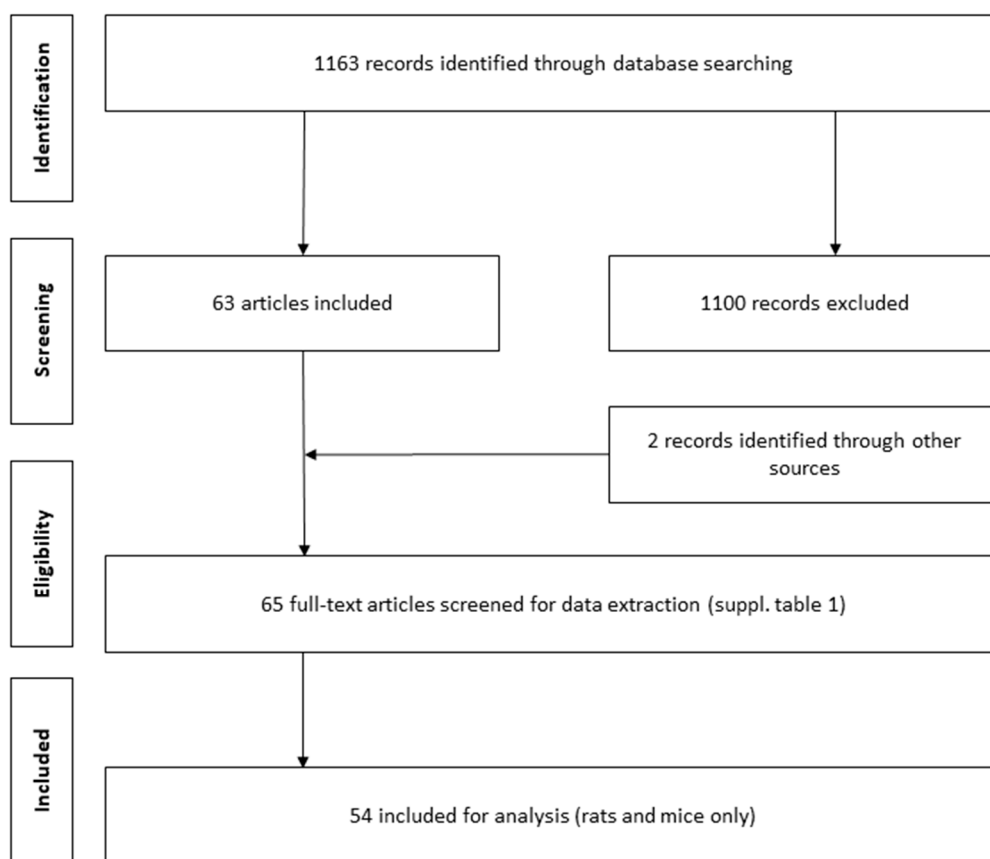 Identification
1163 records identified through database searching
Screening
63 articles included
1100 records excluded
2 records identified through other
sources
Eligibility
65 full-text articles screened for data extraction (suppl. table 1)
Included
54 included for analysis (rats and mice only)